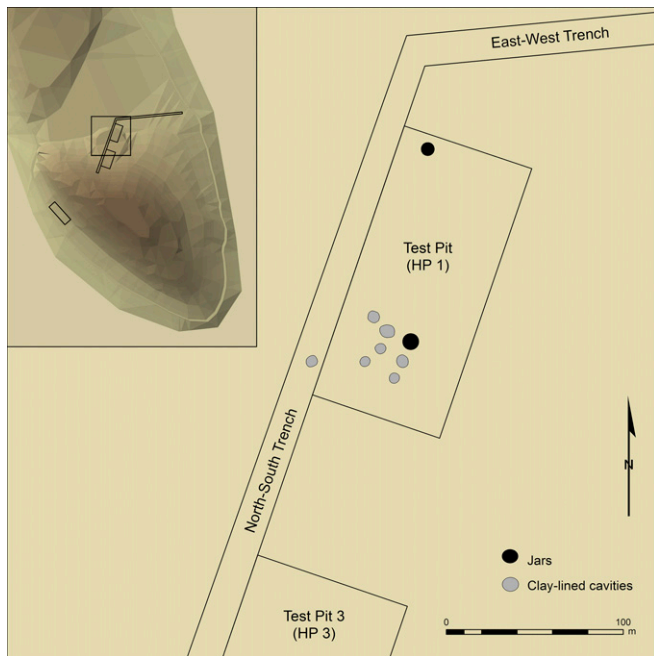 East-West Trench
Test Pit
(HP 1)
North-South Trench
N
Jars
Clay-lined cavities
Test Pit 3
(HP 3)
0
100
m